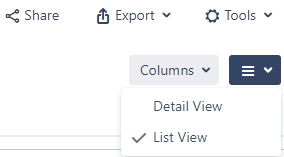 Share Export Tools
Columns
Detail View
List View